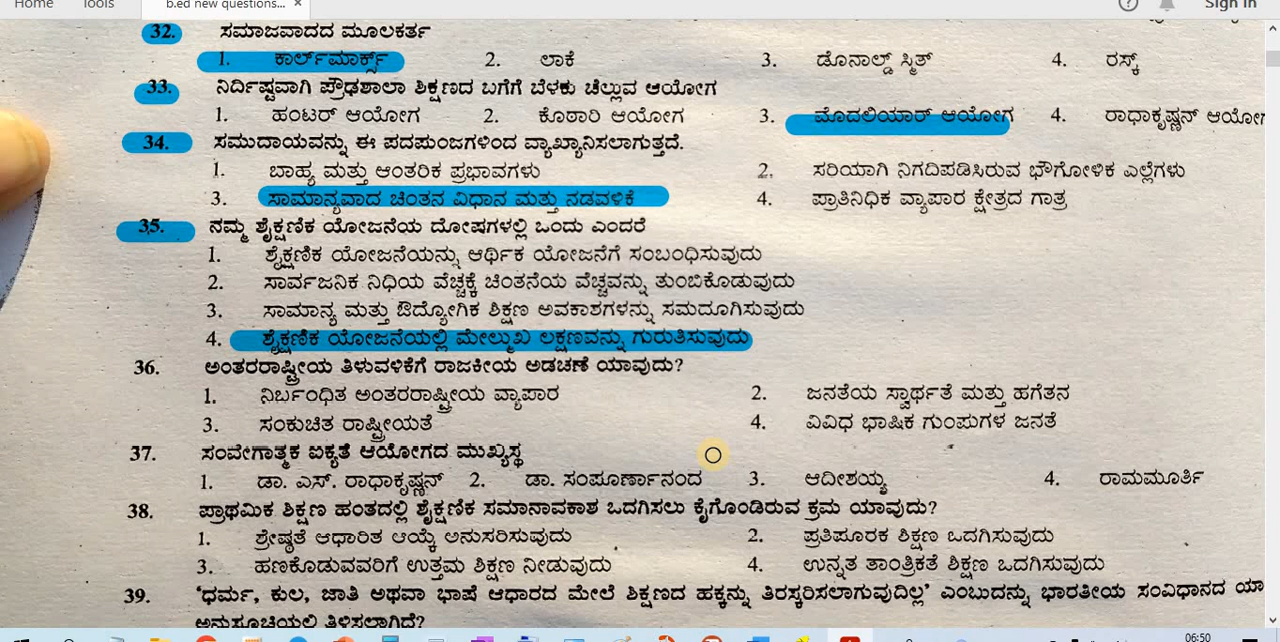 Home Tools b.ed new questions... × Sign In
32. ಸಮಾಜವಾದದ ಮೂಲಕರ್ತ
1. ಕಾರ್ಲ್‌ಮಾರ್ಕ್ಸ್ 2. ಲಾಕೆ 3. ಡೊನಾಲ್ಡ್ ಸ್ಮಿತ್ 4. ರಸ್ಕ್
33. ನಿರ್ದಿಷ್ಟವಾಗಿ ಪ್ರೌಢಶಾಲಾ ಶಿಕ್ಷಣದ ಬಗೆಗೆ ಬೆಳಕು ಚೆಲ್ಲುವ ಆಯೋಗ
1. ಹಂಟರ್ ಆಯೋಗ 2. ಕೊಠಾರಿ ಆಯೋಗ 3. ಮೊದಲಿಯಾರ್ ಆಯೋಗ 4. ರಾಧಾಕೃಷ್ಣನ್
34. ಸಮುದಾಯವನ್ನು ಈ ಪದಪುಂಜಗಳಿಂದ ವ್ಯಾಖ್ಯಾನಿಸಲಾಗುತ್ತದೆ.
1. ಬಾಹ್ಯ ಮತ್ತು ಆಂತರಿಕ ಪ್ರಭಾವಗಳು 2. ಸರಿಯಾಗಿ ನಿಗದಿಪಡಿಸಿರುವ ಭೌಗೋಳಿಕ ಎಲ್ಲೆಗಳು
3. ಸಾಮಾನ್ಯವಾದ ಚಿಂತನ ವಿಧಾನ ಮತ್ತು ನಡವಳಿಕೆ 4. ಪ್ರಾತಿನಿಧಿಕ ವ್ಯಾಪಾರ ಕ್ಷೇತ್ರದ ಗಾತ್ರ
35. ನಮ್ಮ ಶೈಕ್ಷಣಿಕ ಯೋಜನೆಯ ದೋಷಗಳಲ್ಲಿ ಒಂದು ಎಂದರೆ
1. ಶೈಕ್ಷಣಿಕ ಯೋಜನೆಯನ್ನು ಆರ್ಥಿಕ ಯೋಜನೆಗೆ ಸಂಬಂಧಿಸುವುದು
2. ಸಾರ್ವಜನಿಕ ನಿಧಿಯ ವೆಚ್ಚಕ್ಕೆ ಚಿಂತನೆಯ ವೆಚ್ಚವನ್ನು ತುಂಬಿಕೊಡುವುದು
3. ಸಾಮಾನ್ಯ ಮತ್ತು ಔದ್ಯೋಗಿಕ ಶಿಕ್ಷಣ ಅವಕಾಶಗಳನ್ನು ಸಮದೂಗಿಸುವುದು
4. ಶೈಕ್ಷಣಿಕ ಯೋಜನೆಯಲ್ಲಿ ಮೇಲ್ಮುಖ ಲಕ್ಷಣವನ್ನು ಗುರುತಿಸುವುದು
36. ಅಂತರರಾಷ್ಟ್ರೀಯ ತಿಳುವಳಿಕೆಗೆ ರಾಜಕೀಯ ಅಡಚಣೆ ಯಾವುದು?
1. ನಿರ್ಬಂಧಿತ ಅಂತರರಾಷ್ಟ್ರೀಯ ವ್ಯಾಪಾರ 2. ಜನತೆಯ ಸ್ವಾರ್ಥತೆ ಮತ್ತು ಹಗೆತನ
3. ಸಂಕುಚಿತ ರಾಷ್ಟ್ರೀಯತೆ 4. ವಿವಿಧ ಭಾಷಿಕ ಗುಂಪುಗಳ ಜನತೆ
37. ಸಂವೇಗಾತ್ಮಕ ಐಕ್ಯತೆ ಆಯೋಗದ ಮುಖ್ಯಸ್ಥ
1. ಡಾ. ಎಸ್. ರಾಧಾಕೃಷ್ಣನ್ 2. ಡಾ. ಸಂಪೂರ್ಣಾನಂದ 3. ಆದೀಶಯ್ಯ 4. ರಾಮಮೂರ್ತಿ
38. ಪ್ರಾಥಮಿಕ ಶಿಕ್ಷಣ ಹಂತದಲ್ಲಿ ಶೈಕ್ಷಣಿಕ ಸಮಾನಾವಕಾಶ ಒದಗಿಸಲು ಕೈಗೊಂಡಿರುವ ಕ್ರಮ ಯಾವುದು?
1. ಶ್ರೇಷ್ಠತೆ ಆಧಾರಿತ ಆಯ್ಕೆ ಅನುಸರಿಸುವುದು 2. ಪ್ರತಿಪೂರಕ ಶಿಕ್ಷಣ ಒದಗಿಸುವುದು
3. ಹಣಕೊಡುವವರಿಗೆ ಉತ್ತಮ ಶಿಕ್ಷಣ ನೀಡುವುದು 4. ಉನ್ನತ ತಾಂತ್ರಿಕತೆ ಶಿಕ್ಷಣ ಒದಗಿಸುವುದು
39. 'ಧರ್ಮ, ಕುಲ, ಜಾತಿ ಅಥವಾ ಭಾಷೆ ಆಧಾರದ ಮೇಲೆ ಶಿಕ್ಷಣದ ಹಕ್ಕನ್ನು ತಿರಸ್ಕರಿಸಲಾಗುವುದಿಲ್ಲ' ಎಂಬುದನ್ನು ಭಾರತೀಯ ಸಂವಿಧಾನದ
ಅನುಸೂಚಿಯಲ್ಲಿ ತಿಳಿಸಲಾಗಿದೆ?
06:50